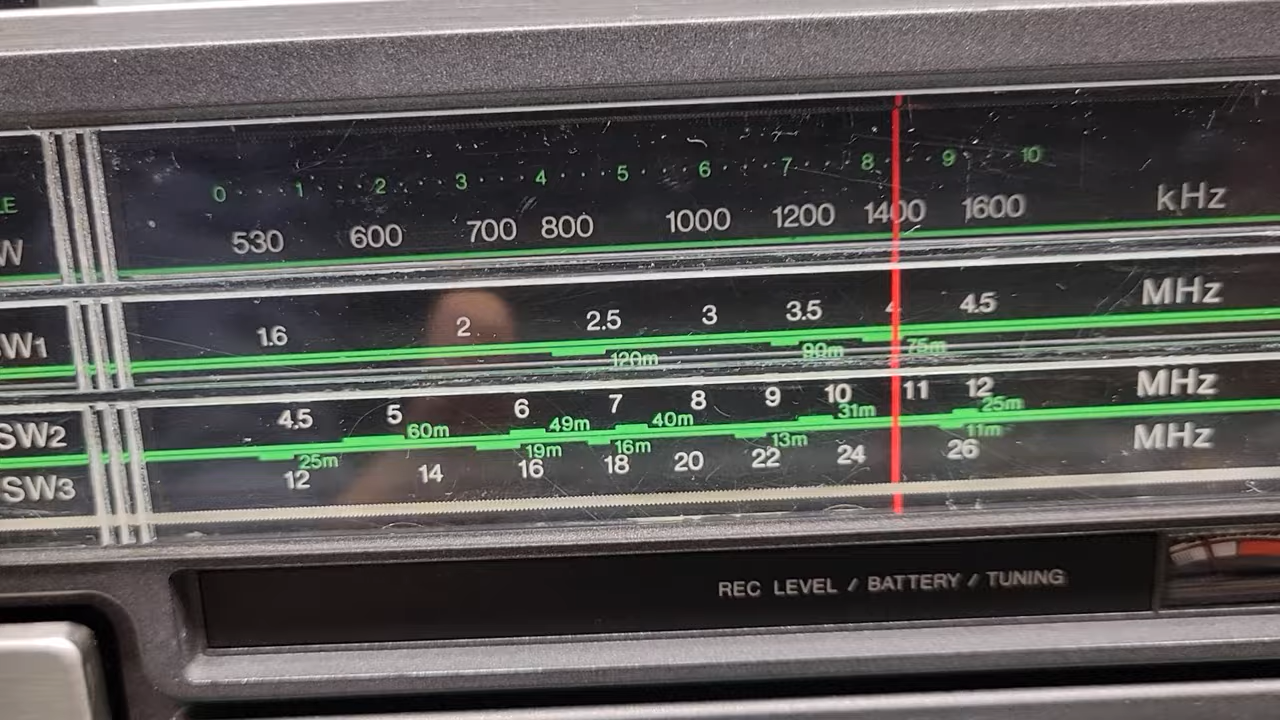 0 1 2 3 4 5 6 7 8 9 10
530 600 700 800 1000 1200 1400 1600 kHz
1.6 2 2.5 3 3.5 4 4.5 MHz
SW1
120m 90m 75m
4.5 5 6 7 8 9 10 11 12 MHz
SW2
60m 49m 40m 31m 25m
25m 19m 16m 13m 11m
SW3
12 14 16 18 20 22 24 26 MHz
REC LEVEL / BATTERY / TUNING